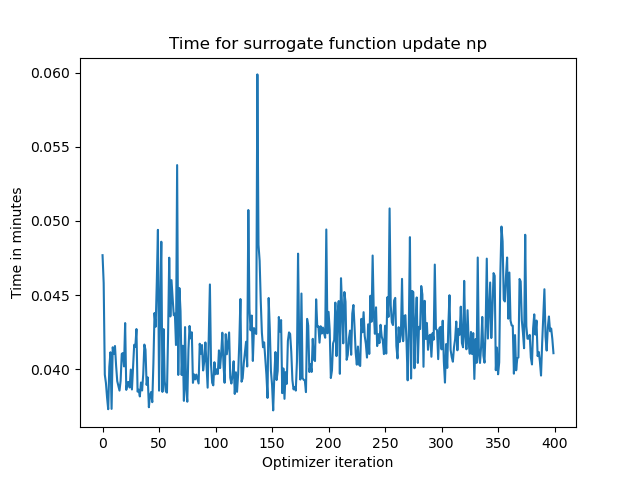 Time for surrogate function update np
0.060
0.055
0.050
0.045
0.040
Time in minutes
0 50 100 150 200 250 300 350 400
Optimizer iteration